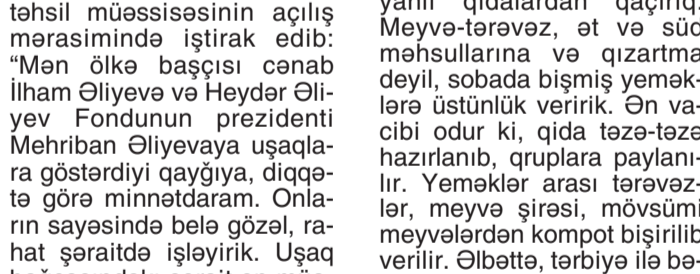 təhsil müəssisəsinin açılış
mərasimində iştirak edib:
“Mən ölkə başçısı cənab
İlham Əliyevə və Heydər Əli-
yev Fondunun prezidenti
Mehriban Əliyevaya uşaqla-
ra göstərdiyi qayğıya, diqqə-
tə görə minnətdaram. Onla-
rın sayəsində belə gözəl, ra-
hat şəraitdə işləyirik. Uşaq
qidalardan qaçırıq.
Meyvə-tərəvəz, ət və süd
məhsullarına və qızartma
deyil, sobada bişmiş yemək-
lərə üstünlük veririk. Ən va-
cibi odur ki, qida təzə-təzə
hazırlanıb, qruplara paylanı-
lır. Yeməklər arası tərəvəz-
lər, meyvə şirəsi, mövsümi
meyvələrdən kompot bişirilib
verilir. Əlbəttə, tərbiyə ilə bə-